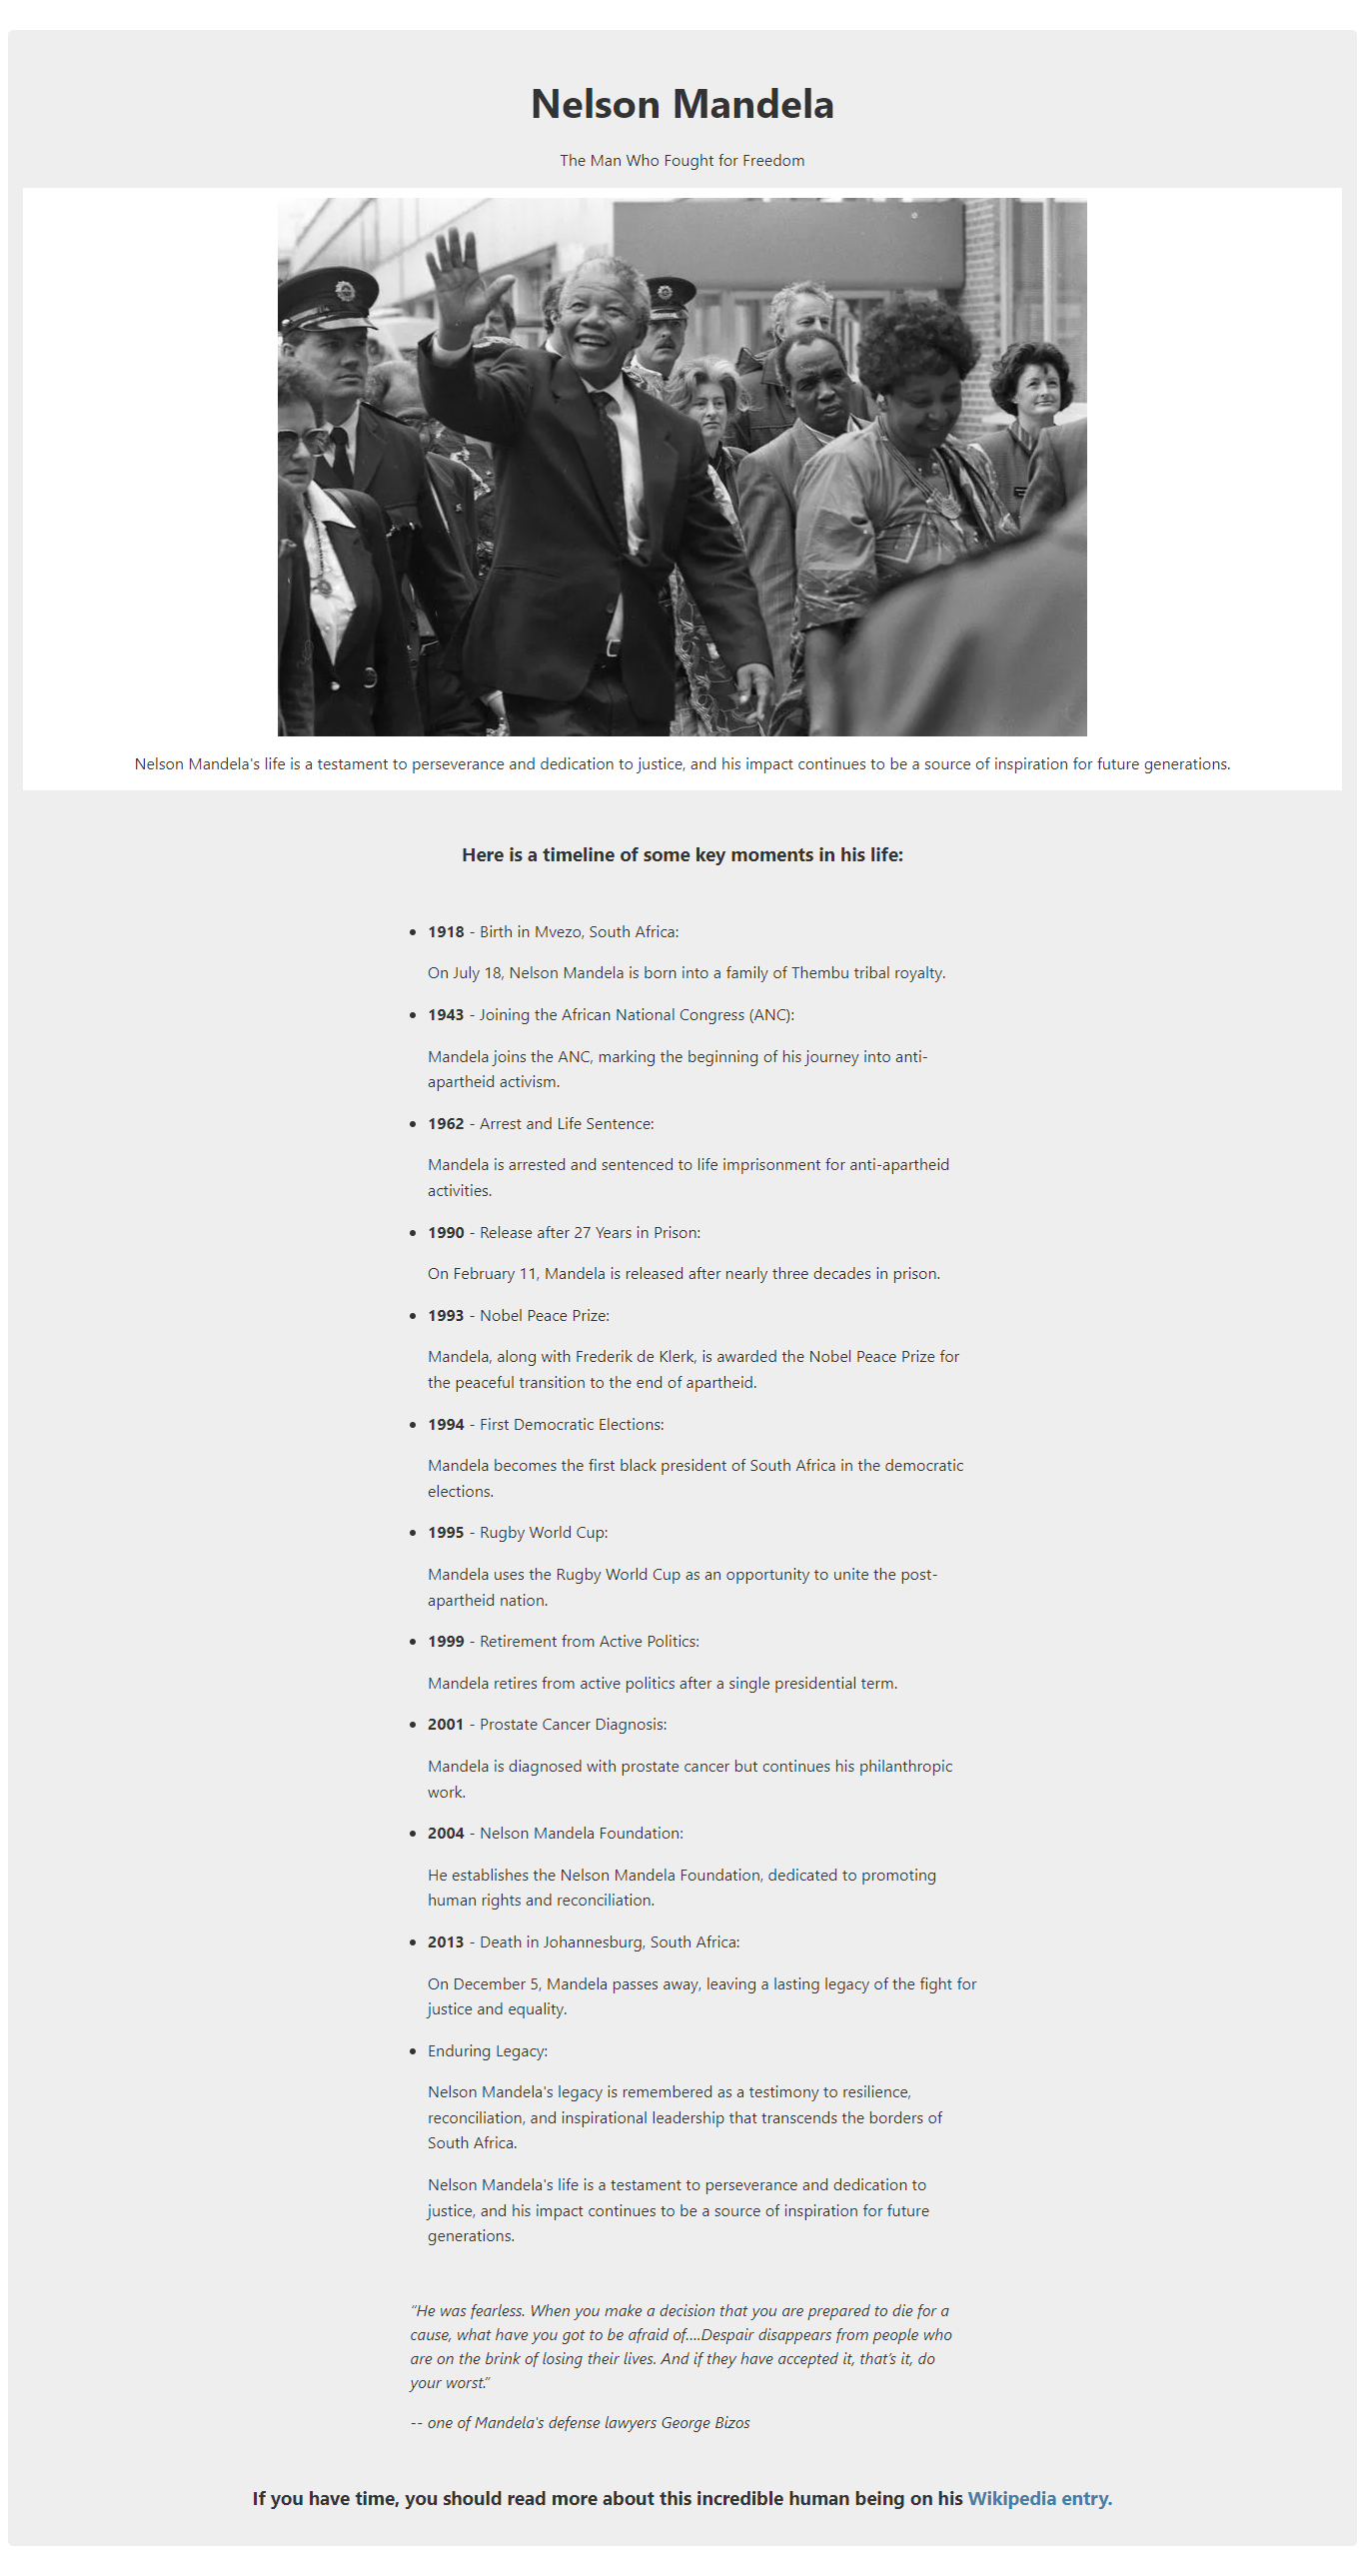 Nelson Mandela
The Man Who Fought for Freedom
Nelson Mandela's life is a testament to perseverance and dedication to justice, and his impact continues to be a source of inspiration for future generations.
Here is a timeline of some key moments in his life:
• 1918 - Birth in Mvezo, South Africa:
On July 18, Nelson Mandela is born into a family of Thembu tribal royalty.
• 1943 - Joining the African National Congress (ANC):
Mandela joins the ANC, marking the beginning of his journey into anti-
apartheid activism.
• 1962 - Arrest and Life Sentence:
Mandela is arrested and sentenced to life imprisonment for anti-apartheid
activities.
• 1990 - Release after 27 Years in Prison:
On February 11, Mandela is released after nearly three decades in prison.
• 1993 - Nobel Peace Prize:
Mandela, along with Frederik de Klerk, is awarded the Nobel Peace Prize for
the peaceful transition to the end of apartheid.
• 1994 - First Democratic Elections:
Mandela becomes the first black president of South Africa in the democratic
elections.
• 1995 - Rugby World Cup:
Mandela uses the Rugby World Cup as an opportunity to unite the post-
apartheid nation.
• 1999 - Retirement from Active Politics:
Mandela retires from active politics after a single presidential term.
• 2001 - Prostate Cancer Diagnosis:
Mandela is diagnosed with prostate cancer but continues his philanthropic
work.
• 2004 - Nelson Mandela Foundation:
He establishes the Nelson Mandela Foundation, dedicated to promoting
human rights and reconciliation.
• 2013 - Death in Johannesburg, South Africa:
On December 5, Mandela passes away, leaving a lasting legacy of the fight for
justice and equality.
• Enduring Legacy:
Nelson Mandela's legacy is remembered as a testimony to resilience,
reconciliation, and inspirational leadership that transcends the borders of
South Africa.
Nelson Mandela's life is a testament to perseverance and dedication to
justice, and his impact continues to be a source of inspiration for future
generations.
“He was fearless. When you make a decision that you are prepared to die for a
cause, what have you got to be afraid of....Despair disappears from people who
are on the brink of losing their lives. And if they have accepted it, that’s it, do
your worst.”
-- one of Mandela's defense lawyers George Bizos
If you have time, you should read more about this incredible human being on his Wikipedia entry.